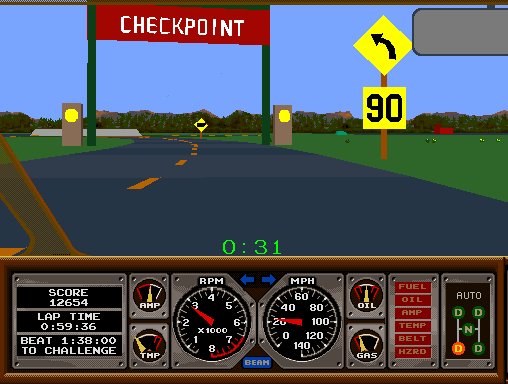 CHECKPOINT
90
0:31
SCORE
12654
LAP TIME
0:59:36
BEAT 1:38:00
TO CHALLENGE
AMP
TMP
RPM
1 2 3 4 5 6 7 8
X1000
MPH
0 20 40 60 80 100 120 140
BEAM
OIL
GAS
FUEL
OIL
AMP
TEMP
BELT
HZRD
AUTO
D D
N
D D